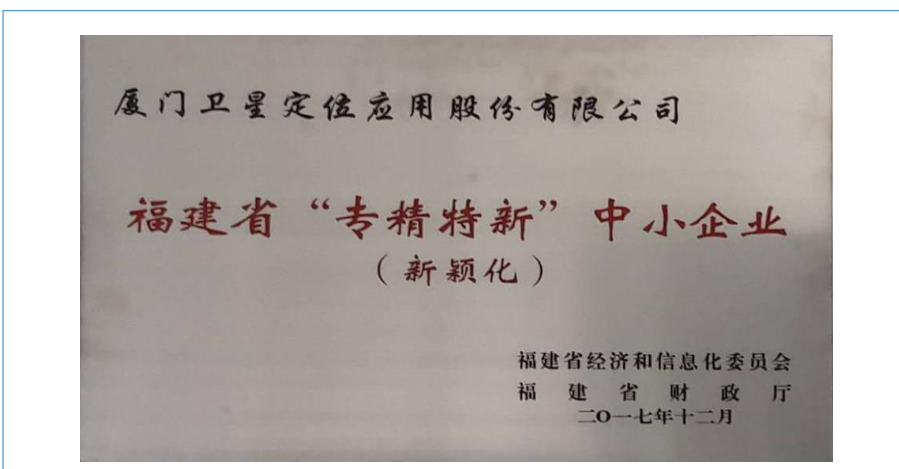 厦门卫星定位应用股份有限公司
福建省“专精特新”中小企业
（新颖化）
福建省经济和信息化委员会
福建省财政厅
二〇一七年十二月